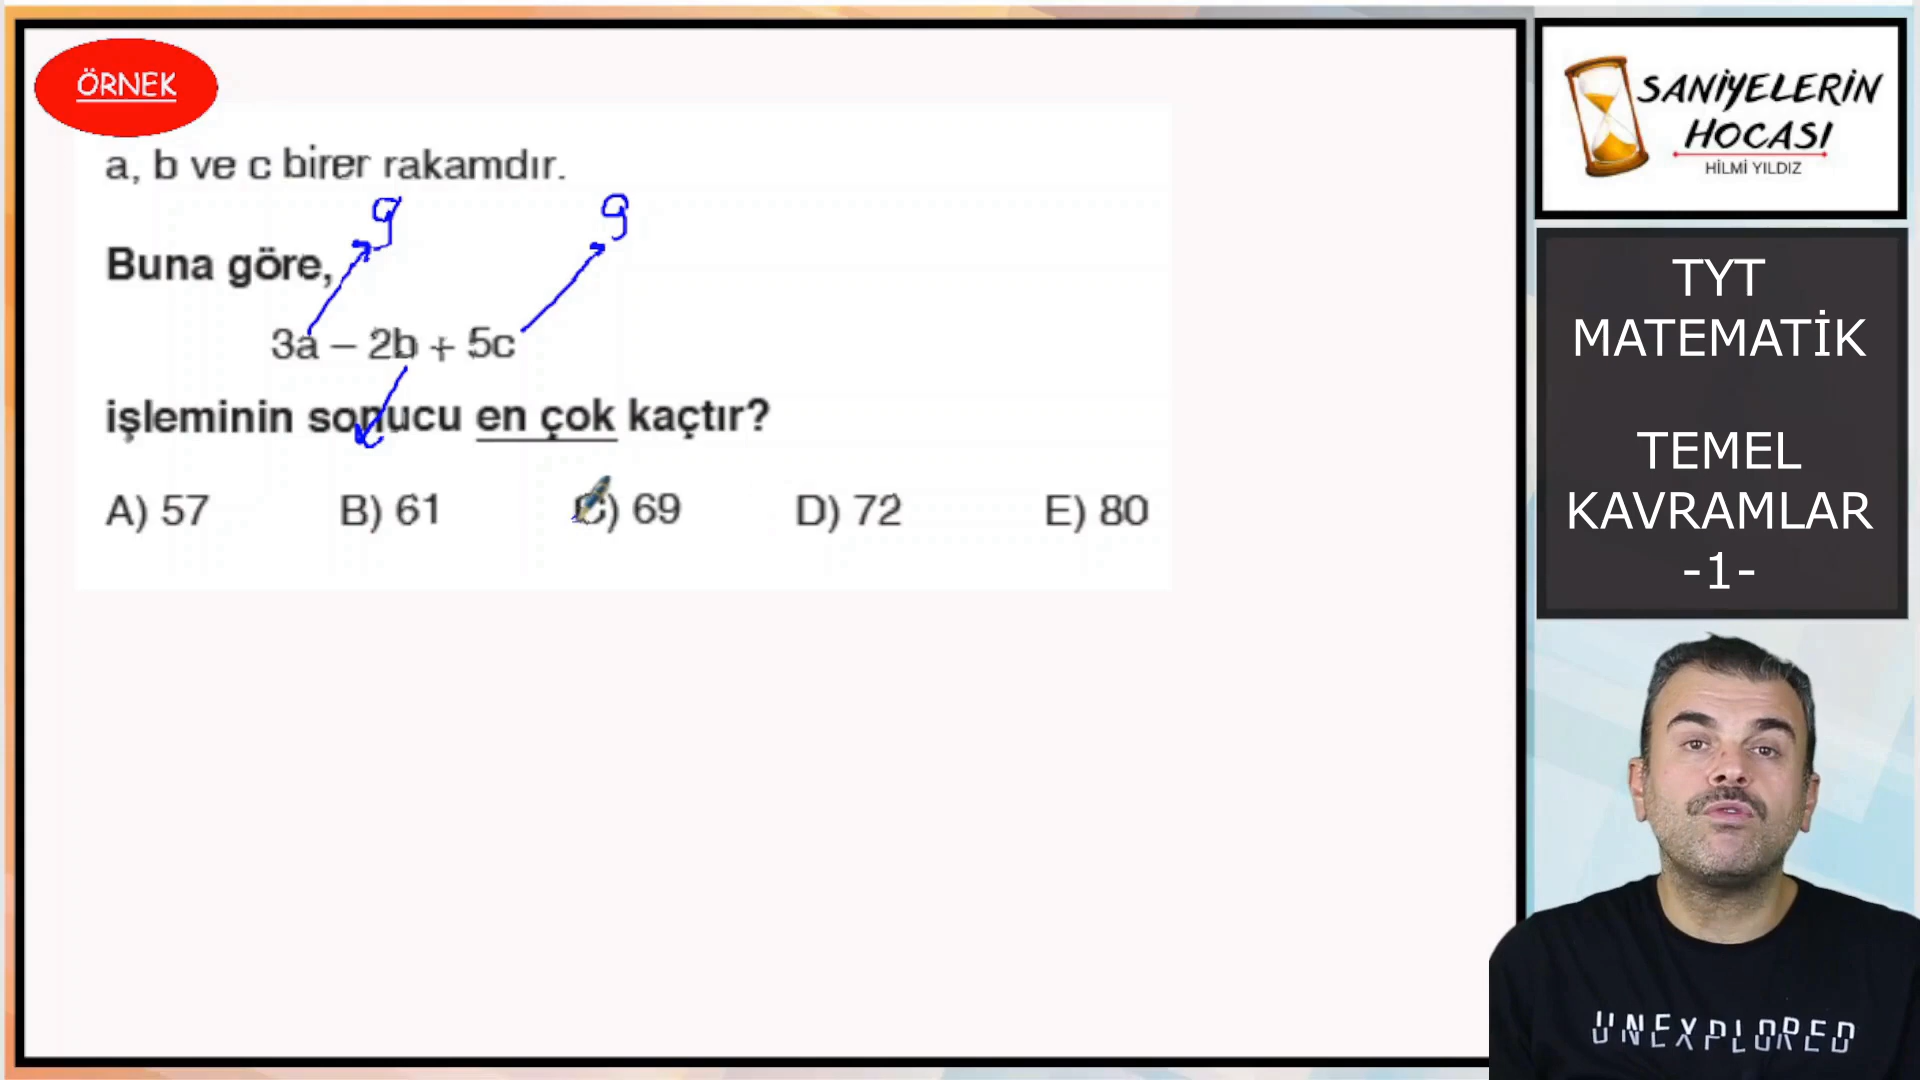 ÖRNEK
a, b ve c birer rakamdır.
9 9
Buna göre,
3a – 2b + 5c
işleminin sonucu en çok kaçtır?
A) 57 B) 61 C) 69 D) 72 E) 80
SANİYELERİN
HOCASI
HİLMİ YILDIZ
TYT
MATEMATİK
TEMEL
KAVRAMLAR
-1-
UNEXPLORED